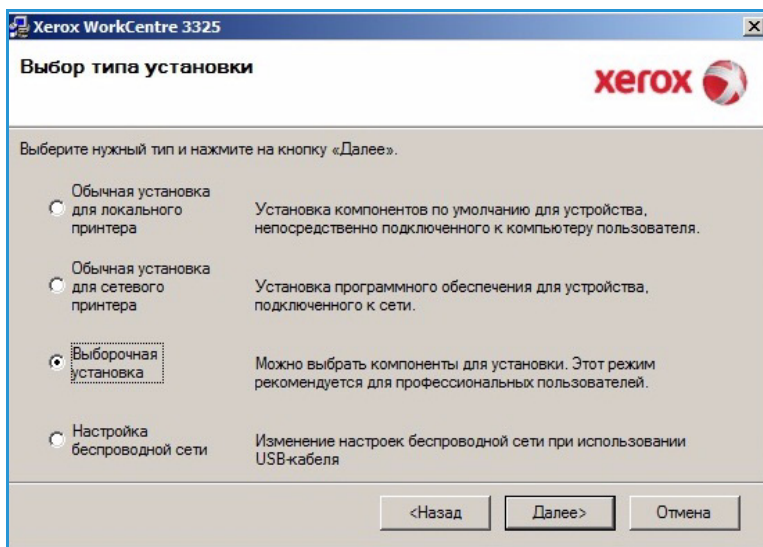 Xerox WorkCentre 3325
Выбор типа установки
xerox
Выберите нужный тип и нажмите на кнопку «Далее».
Обычная установка
для локального
принтера
Установка компонентов по умолчанию для устройства,
непосредственно подключенного к компьютеру пользователя.
Обычная установка
для сетевого
принтера
Установка программного обеспечения для устройства,
подключенного к сети.
Выборочная
установка
Можно выбрать компоненты для установки. Этот режим
рекомендуется для профессиональных пользователей.
Настройка
беспроводной сети
Изменение настроек беспроводной сети при использовании
USB-кабеля
<Назад
Далее>
Отмена